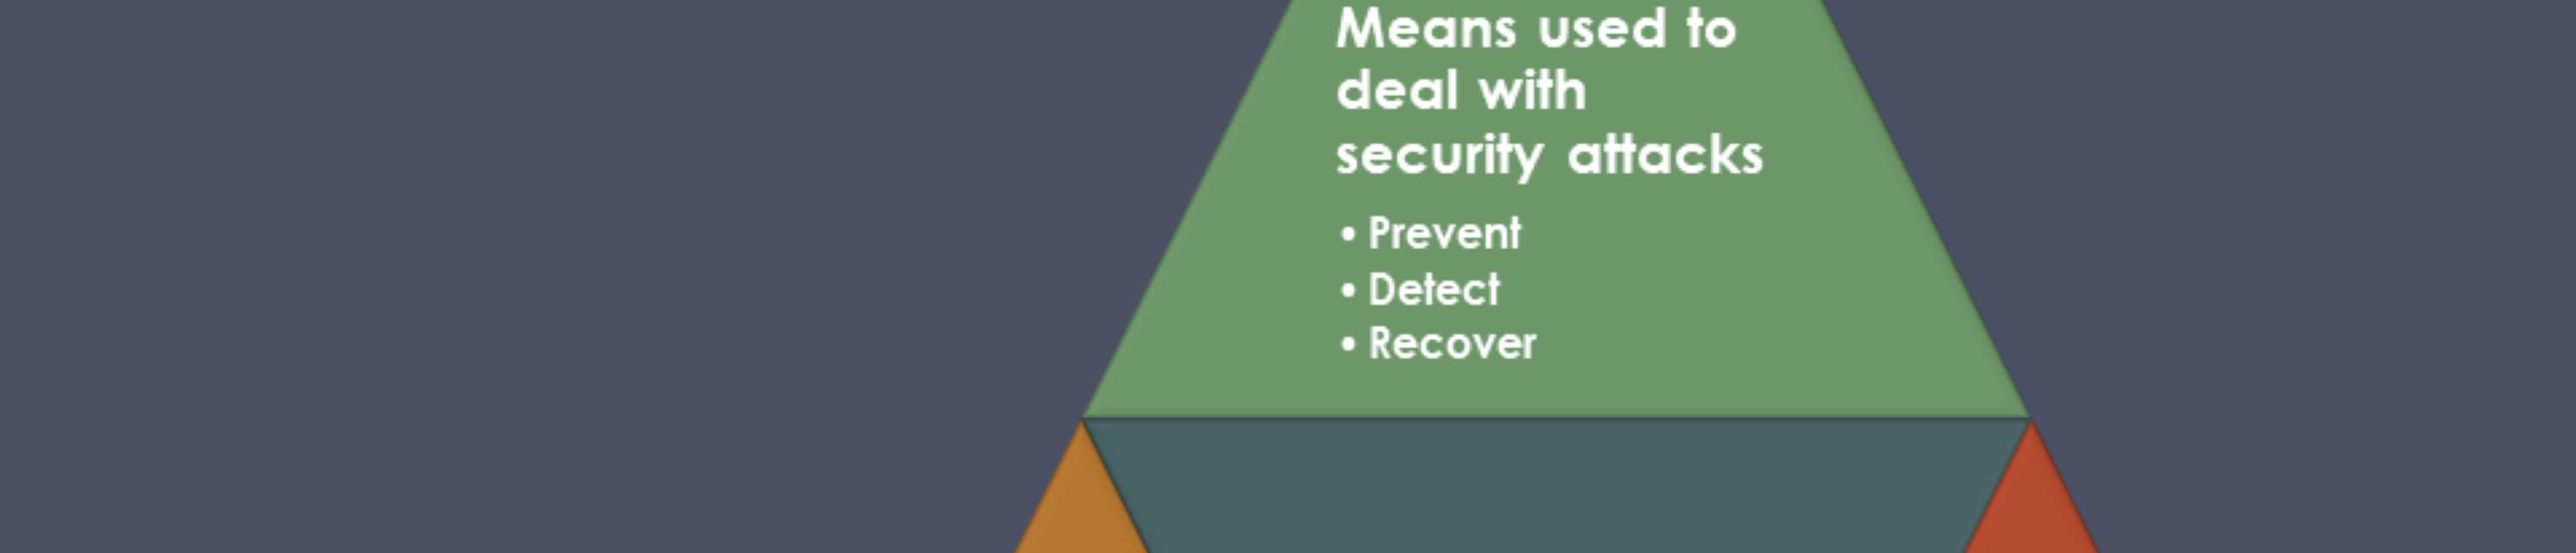 Means used to
deal with
security attacks
• Prevent
• Detect
• Recover